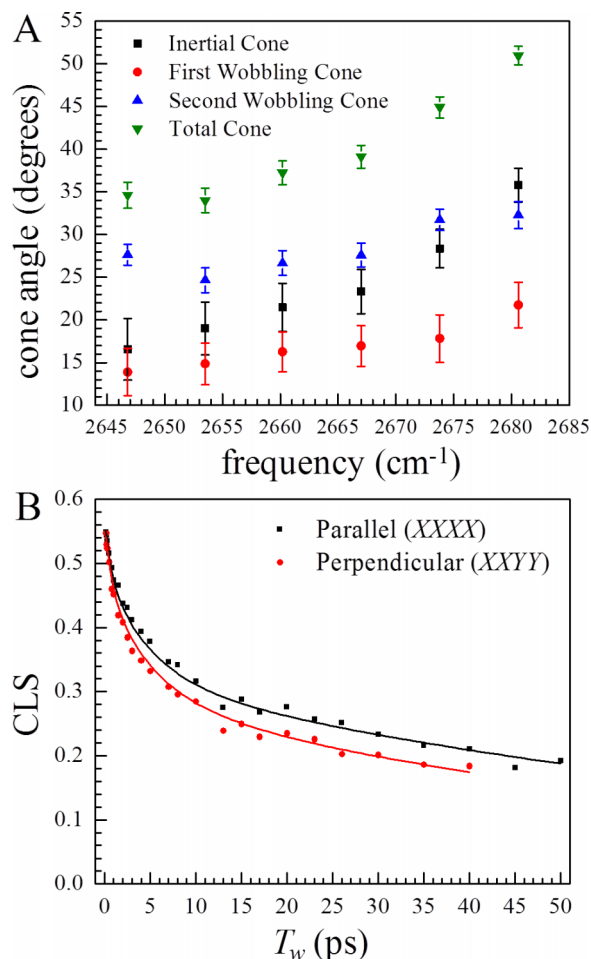 A
55
50
45
40
35
30
25
20
15
10
cone angle (degrees)
Inertial Cone
First Wobbling Cone
Second Wobbling Cone
Total Cone
2645 2650 2655 2660 2665 2670 2675 2680 2685
frequency (cm-1)
B
0.6
0.5
0.4
0.3
0.2
0.1
0.0
CLS
Parallel (XXXX)
Perpendicular (XXYY)
0 5 10 15 20 25 30 35 40 45 50
Tw (ps)